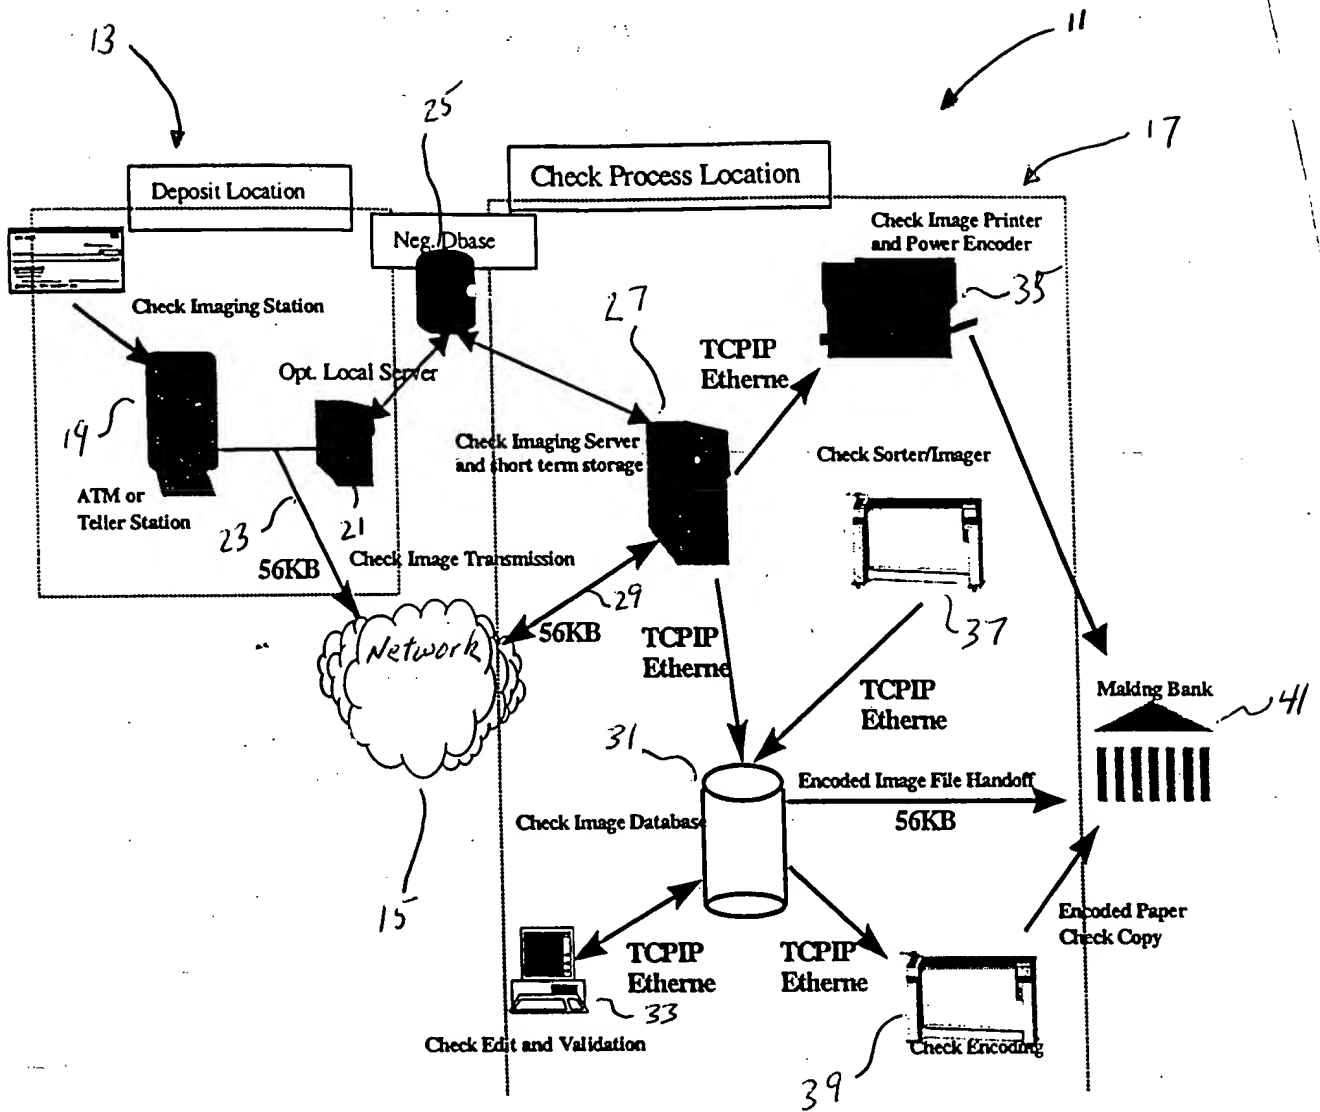 11
13
25
17
Deposit Location
Check Process Location
Neg. Dbase
Check Image Printer
and Power Encoder
35
Check Imaging Station
27
TCPIP
Etherne
Opt. Local Server
19
Check Imaging Server
and short term storage
Check Sorter/Imager
ATM or
Teller Station
23
21
56KB
Check Image Transmission
29
56KB
Network
TCPIP
Etherne
37
TCPIP
Etherne
Making Bank
41
31
Encoded Image File Handoff
56KB
Check Image Database
15
Encoded Paper
Check Copy
TCPIP
Etherne
TCPIP
Etherne
33
Check Edit and Validation
Check Encoding
39